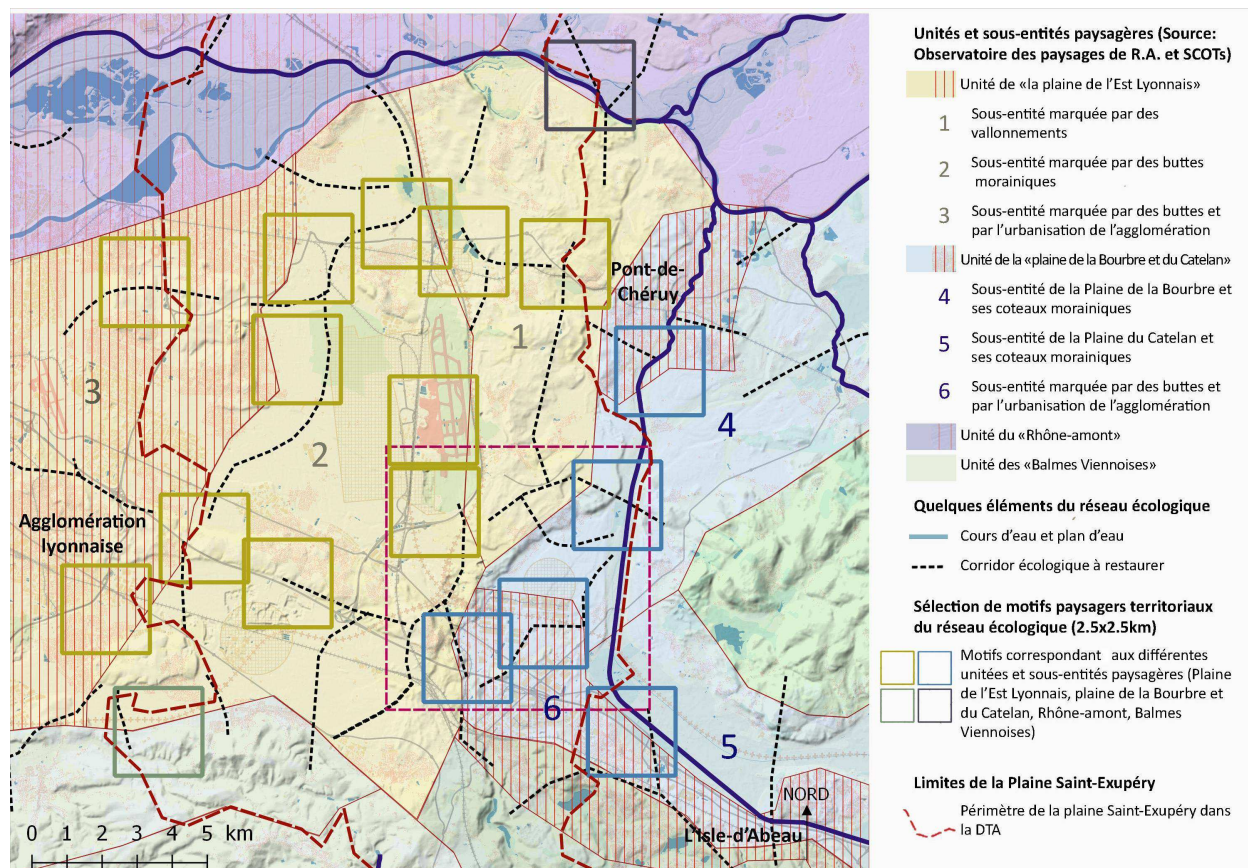 Pont-de-
Chéruy
1
3
4
2
Agglomération
lyonnaise
6
5
NORD
L'Isle-d'Abeau
0 1 2 3 4 5 km
Unités et sous-entités paysagères (Source:
Observatoire des paysages de R.A. et SCOTs)
Unité de «la plaine de l'Est Lyonnais»
1 Sous-entité marquée par des
vallonnements
2 Sous-entité marquée par des buttes
morainiques
3 Sous-entité marquée par des buttes et
par l'urbanisation de l'agglomération
Unité de la «plaine de la Bourbre et du Catelan»
4 Sous-entité de la Plaine de la Bourbre et
ses coteaux morainiques
5 Sous-entité de la Plaine du Catelan et
ses coteaux morainiques
6 Sous-entité marquée par des buttes et
par l'urbanisation de l'agglomération
Unité du «Rhône-amont»
Unité des «Balmes Viennoises»
Quelques éléments du réseau écologique
Cours d'eau et plan d'eau
Corridor écologique à restaurer
Sélection de motifs paysagers territoriaux
du réseau écologique (2.5x2.5km)
Motifs correspondant aux différentes
unitées et sous-entités paysagères (Plaine
de l'Est Lyonnais, plaine de la Bourbre et
du Catelan, Rhône-amont, Balmes
Viennoises)
Limites de la Plaine Saint-Exupéry
Périmètre de la plaine Saint-Exupéry dans
la DTA